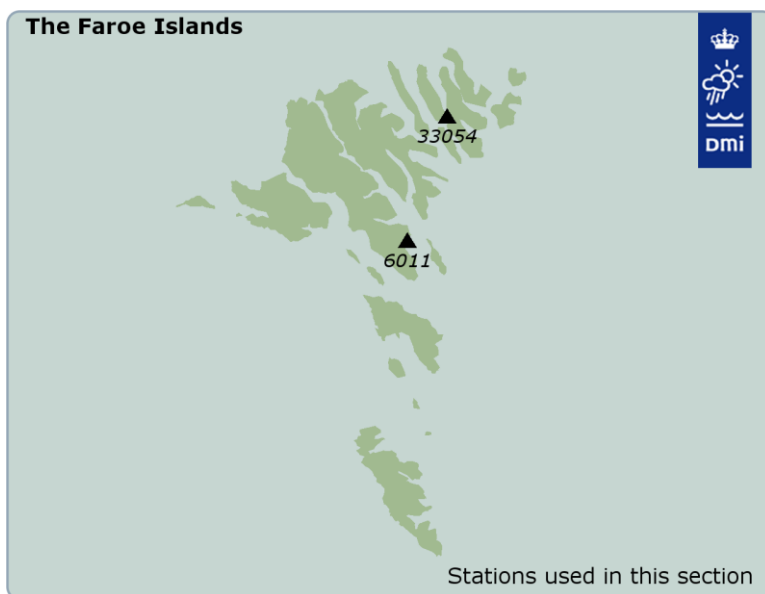 The Faroe Islands
DMi
33054
6011
Stations used in this section